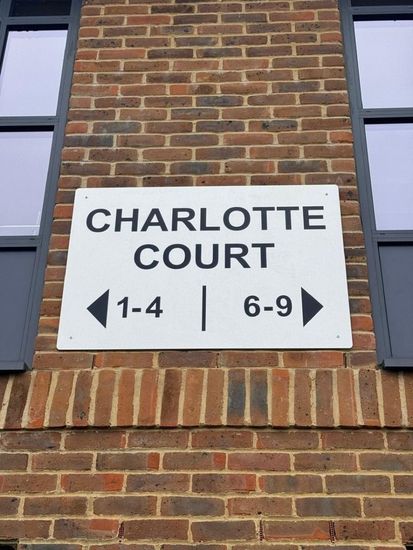 CHARLOTTE
COURT
◀ 1-4 | 6-9 ▶